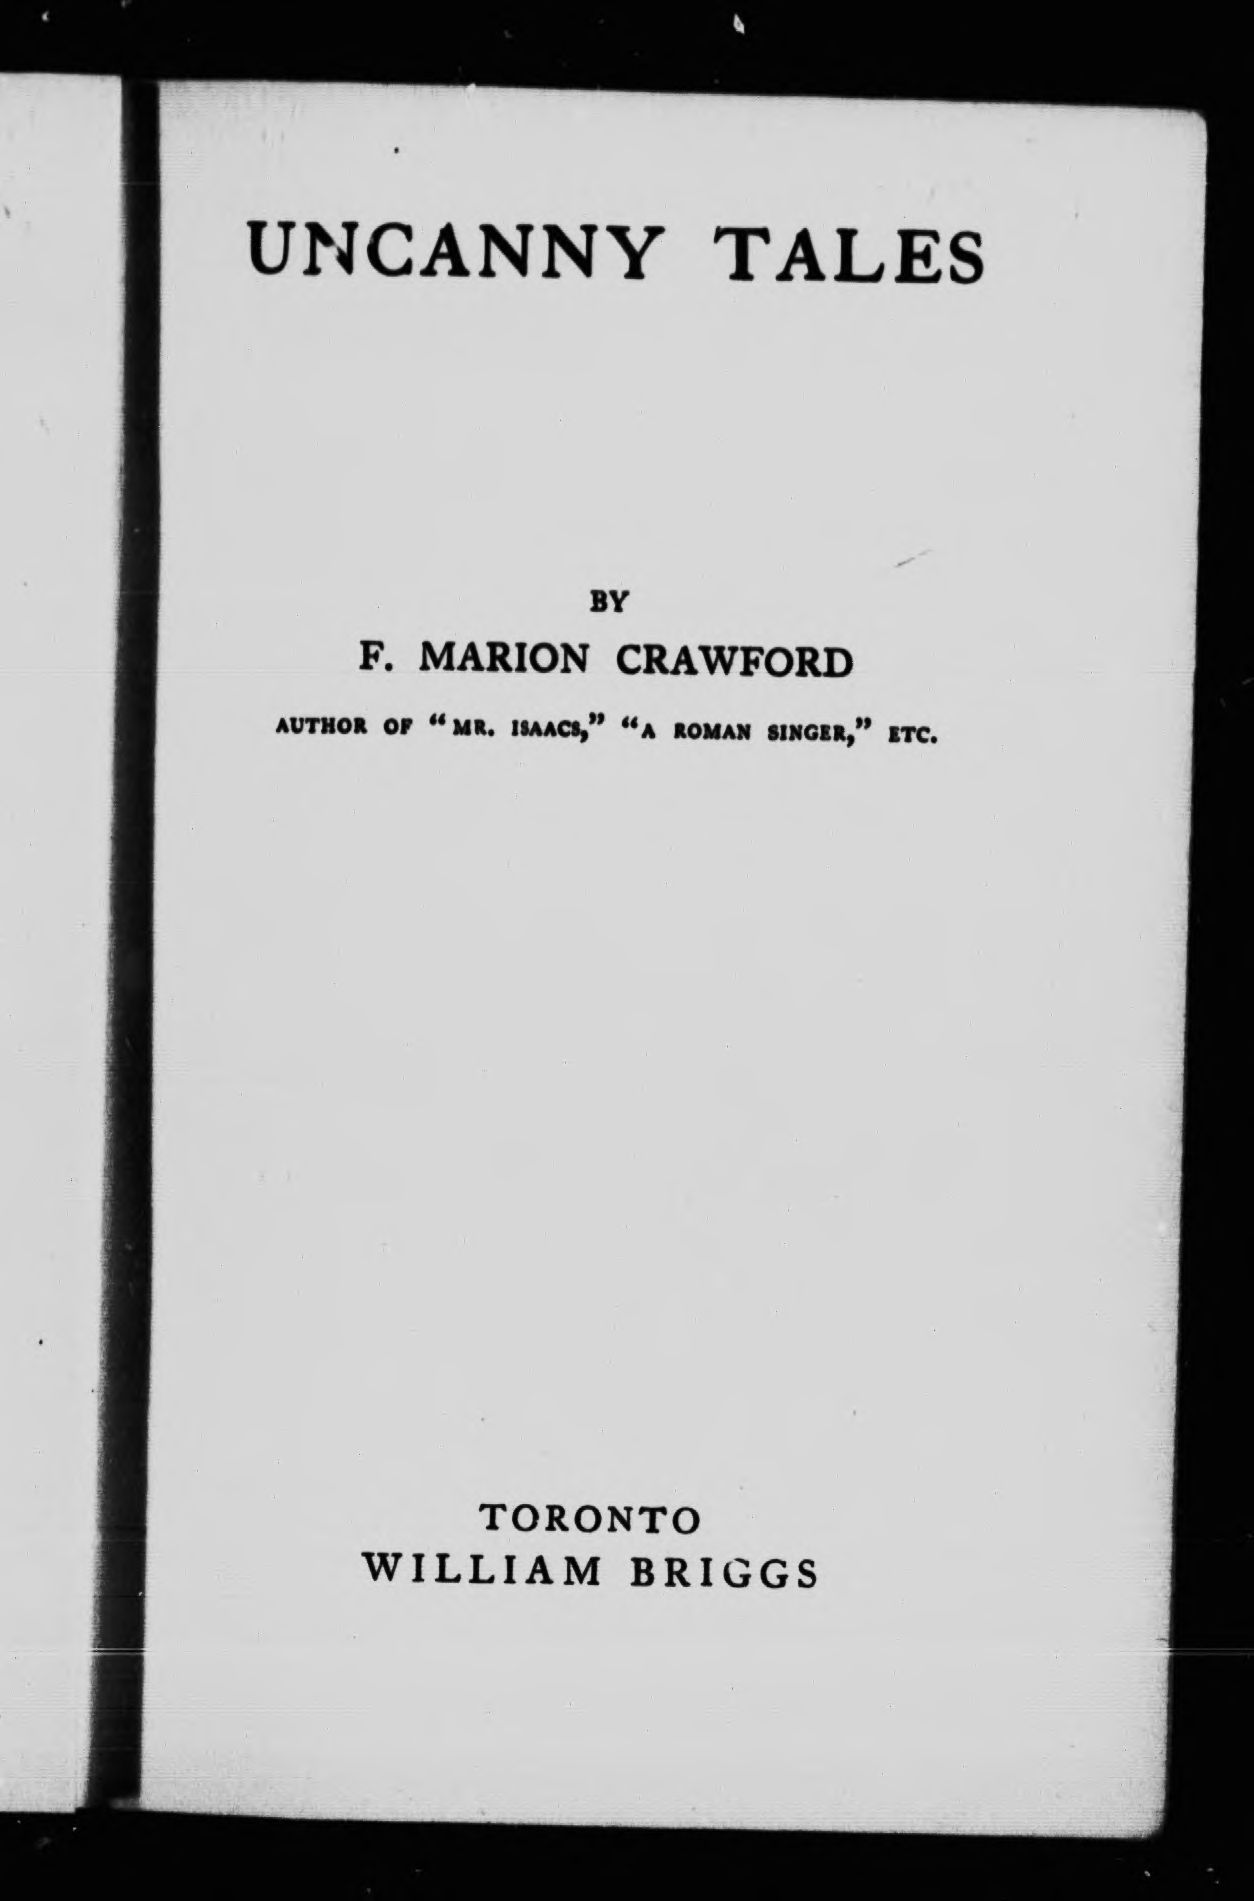 UNCANNY TALES
BY
F. MARION CRAWFORD
AUTHOR OF “MR. ISAACS,” “A ROMAN SINGER,” ETC.
TORONTO
WILLIAM BRIGGS